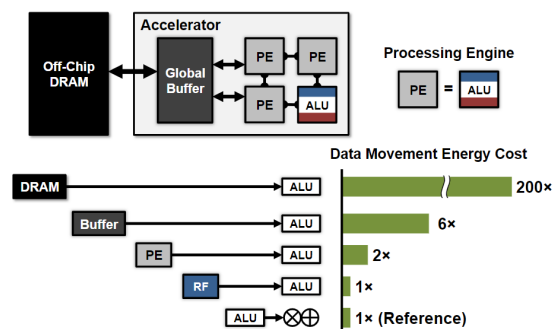 Accelerator
Off-Chip
DRAM
Global
Buffer
PE
PE
PE
ALU
Processing Engine
PE = ALU
Data Movement Energy Cost
DRAM ALU 200×
Buffer ALU 6×
PE ALU 2×
RF ALU 1×
ALU 1× (Reference)